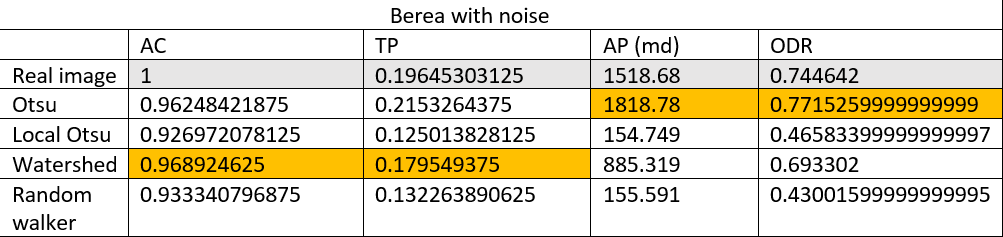 Berea with noise
AC TP AP (md) ODR
Real image 1 0.19645303125 1518.68 0.744642
Otsu 0.96248421875 0.2153264375 1818.78 0.7715259999999999
Local Otsu 0.926972078125 0.125013828125 154.749 0.46583399999999997
Watershed 0.968924625 0.179549375 885.319 0.693302
Random 0.933340796875 0.132263890625 155.591 0.43001599999999995
walker